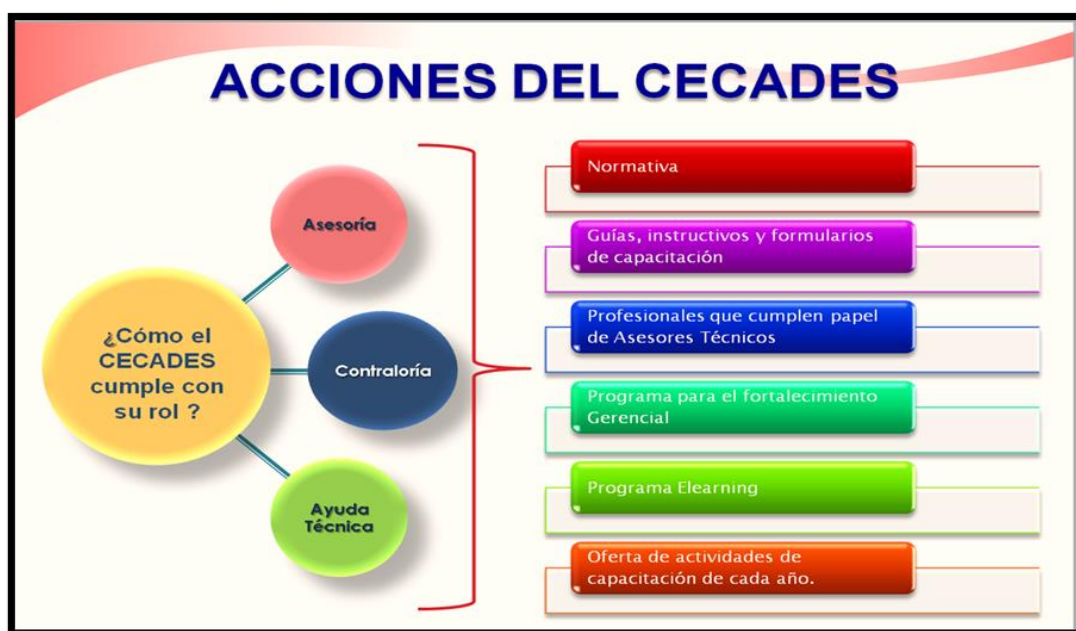 ACCIONES DEL CECADES
¿Cómo el
CECADES
cumple con
su rol ?
Asesoría
Contraloría
Ayuda
Técnica
Normativa
Guías, instructivos y formularios
de capacitación
Profesionales que cumplen papel
de Asesores Técnicos
Programa para el fortalecimiento
Gerencial
Programa Elearning
Oferta de actividades de
capacitación de cada año.